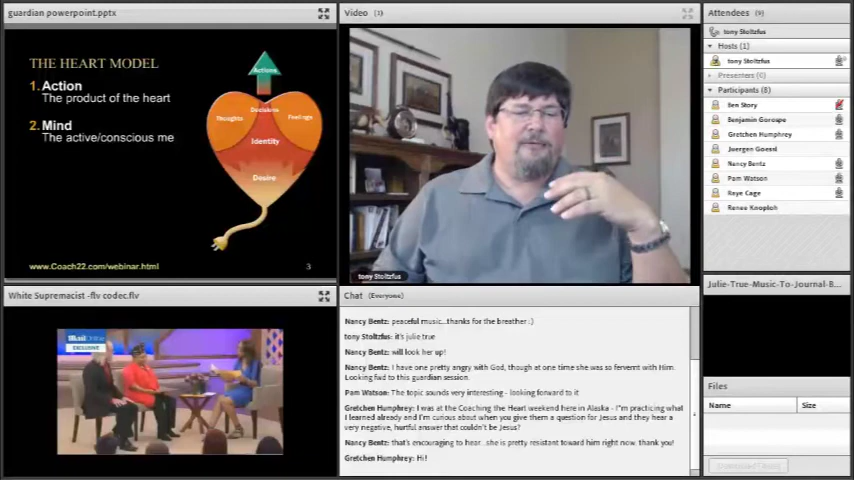 guardian powerpoint.pptx
THE HEART MODEL
1. Action
The product of the heart
2. Mind
The active/conscious me
Actions
Decisions
Thoughts
Feelings
Identity
Desire
www.Coach22.com/webinar.html
3
Video (1)
tony Stoltzfus
Attendees (9)
tony Stoltzfus
Hosts (1)
tony Stoltzfus
Presenters (0)
Participants (8)
Ben Story
Benjamin Gorospe
Gretchen Humphrey
Joergen Goessl
Nancy Bentz
Pam Watson
Raye Cage
White Supremacist -flv codec.flv
MailOnline
EXCLUSIVE
Chat (Everyone)
Nancy Bentz: peaceful music...thanks for the breather :)
tony Stoltzfus: it's julie true
Nancy Bentz: will look her up!
Nancy Bentz: I have one pretty angry with God, though at one time she was so fervernt with Him.
Looking fwd to this guardian session.
Pam Watson: The topic sounds very interesting - looking forward to it
Gretchen Humphrey: I was at the Coaching the Heart weekend here in Alaska - I'm practicing what
I learned already and I'm curious about when you give them a question for Jesus and they hear a
very negative, hurtful answer that couldn't be Jesus?
Nancy Bentz: that's encouraging to hear...she is pretty resistant toward him right now. thank you!
Gretchen Humphrey: Hi!
Julie-True-Music-To-Journal-B...
Files
Name
Size